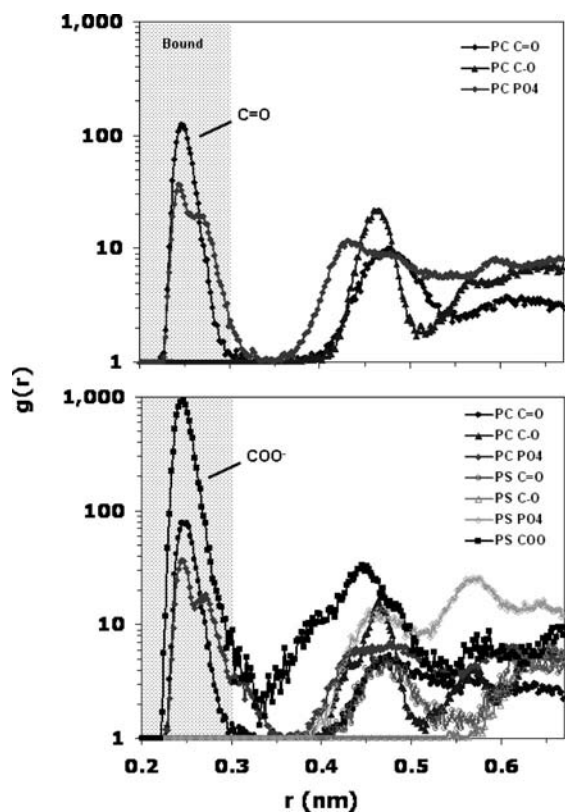 1,000
Bound
PC C=O
PC C-O
PC PO4
C=O
100
10
1
g(r)
1,000
PC C=O
PC C-O
PC PO4
PS C=O
PS C-O
PS PO4
PS COO
COO-
100
10
1
0.2 0.3 0.4 0.5 0.6
r (nm)